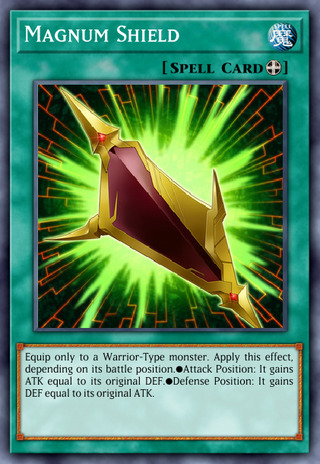 Magnum Shield
魔
[Spell Card]
Equip only to a Warrior-Type monster. Apply this effect,
depending on its battle position.●Attack Position: It gains
ATK equal to its original DEF.●Defense Position: It gains
DEF equal to its original ATK.